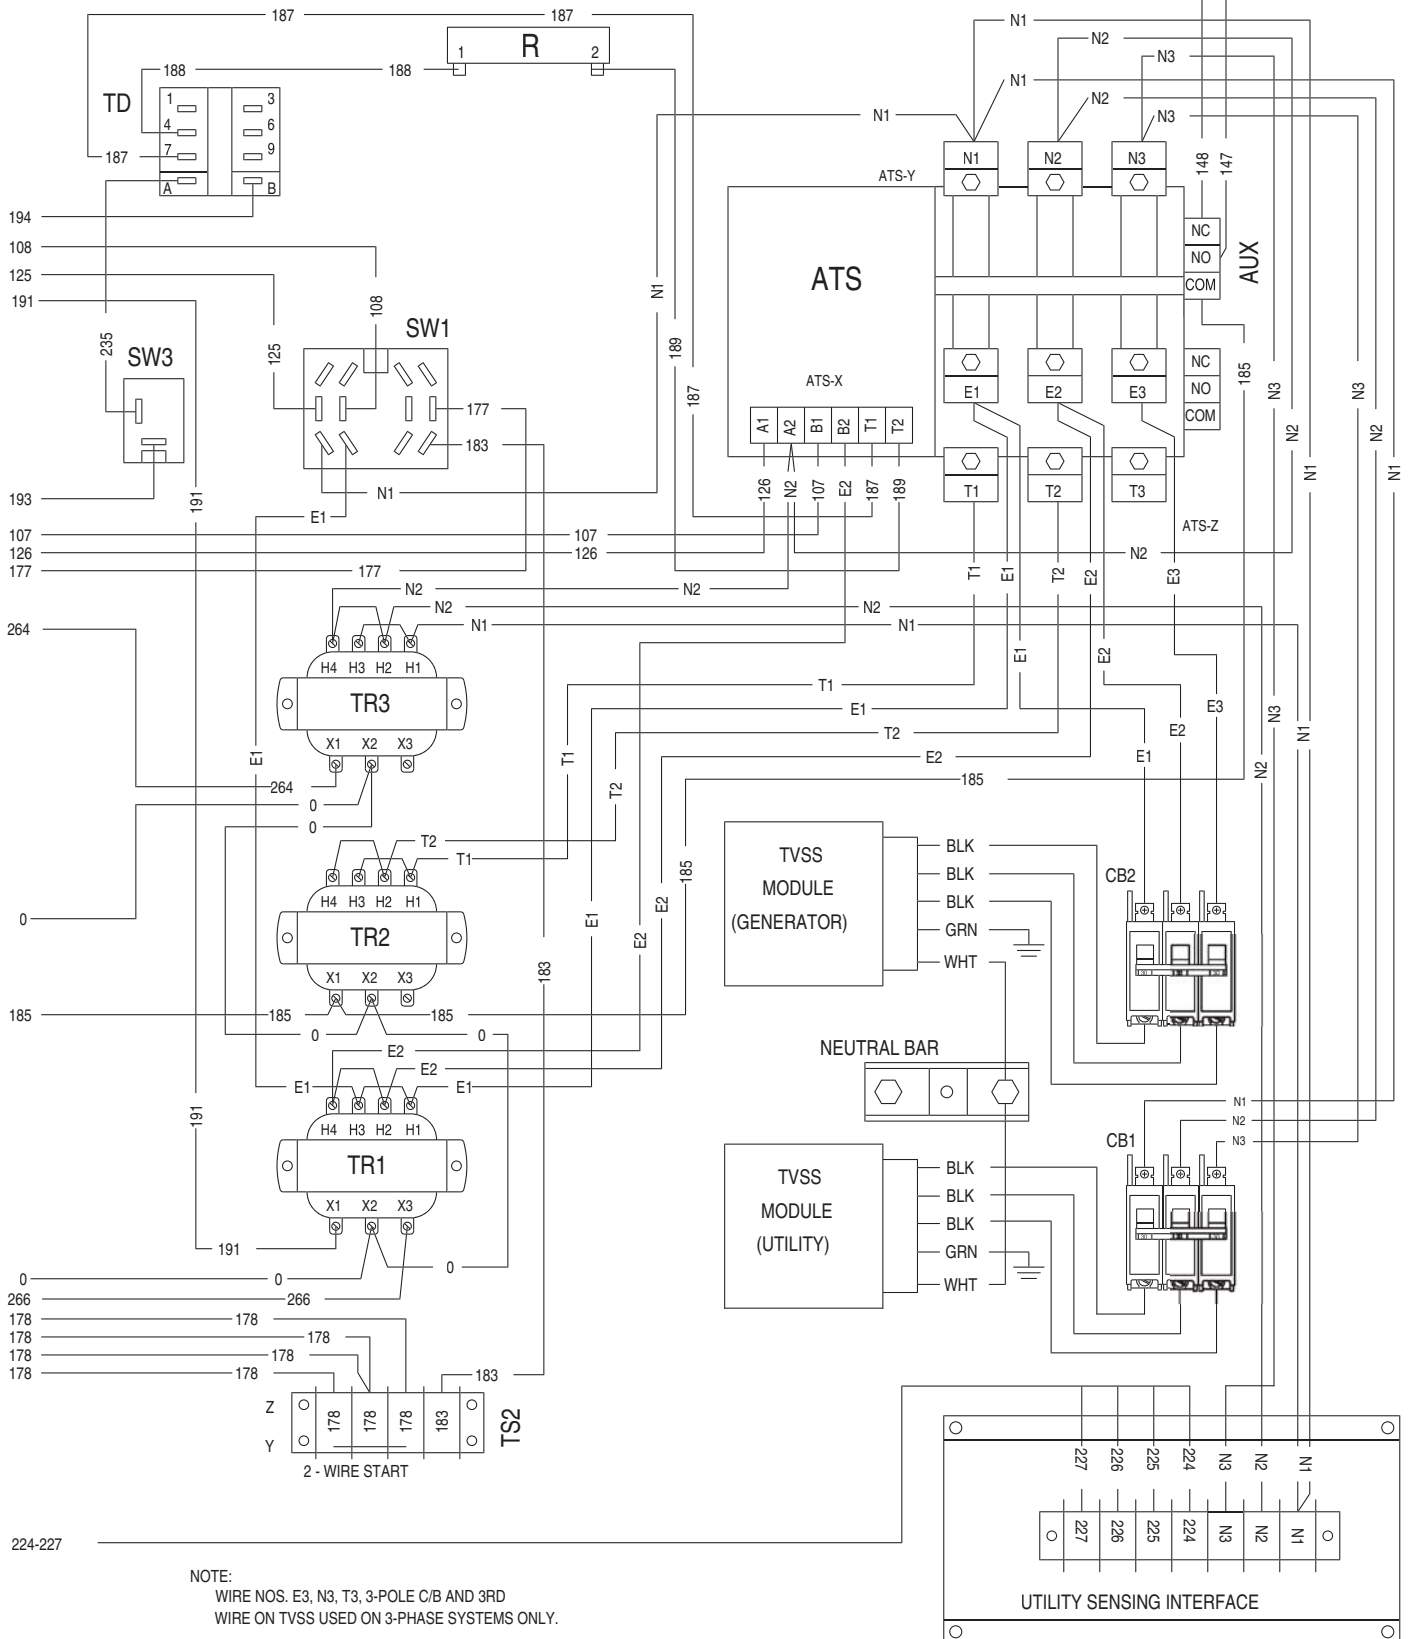 187 187 N1
R
1 2
N2
N3
188 188
N1
TD
1 3
4 6
7 9
A B
187
N2
N1
N3
N1 N2 N3
148 147
ATS-Y
194
NC
NO
COM
AUX
108
125
191
ATS
N1
108
SW1
235
SW3
125
189
187
185
N3
N3
ATS-X
E1 E2 E3
NC
NO
COM
177
A1 A2 B1 B2 T1 T2
183
N2
N2
N1
N1
T1 T2 T3
193
191
N1
126 N2 107 E2 187 189
E1
ATS-Z
107 107
126 126 N2
177 177
T1 E1 T2 E2 E3
N2 N2
N2 N2
264
N1 N1
H4 H3 H2 H1
E1 E2
TR3
T1
E1
E3
N3
T2
E2
N1
X1 X2 X3
E1
T1
E2
E1
N2
264
185
T2
0
0
T2
T1
TVSS
MODULE
(GENERATOR)
BLK
BLK
BLK
GRN
WHT
CB2
185
H4 H3 H2 H1
0
TR2
E1
E2
E2
183
X1 X2 X3
185 185 185
0 0
E2
E2
NEUTRAL BAR
E1 E1
191
H4 H3 H2 H1
N1
N2
N3
CB1
TR1
TVSS
MODULE
(UTILITY)
BLK
BLK
BLK
GRN
WHT
X1 X2 X3
191
0
0 0
266 266
178 178
178 178
178 178
178 178
183
Z
Y
178 178 178 183
TS2
2 - WIRE START
227 226 225 224 N3 N2 N1
227 226 225 224 N3 N2 N1
224-227
UTILITY SENSING INTERFACE
NOTE:
WIRE NOS. E3, N3, T3, 3-POLE C/B AND 3RD
WIRE ON TVSS USED ON 3-PHASE SYSTEMS ONLY.